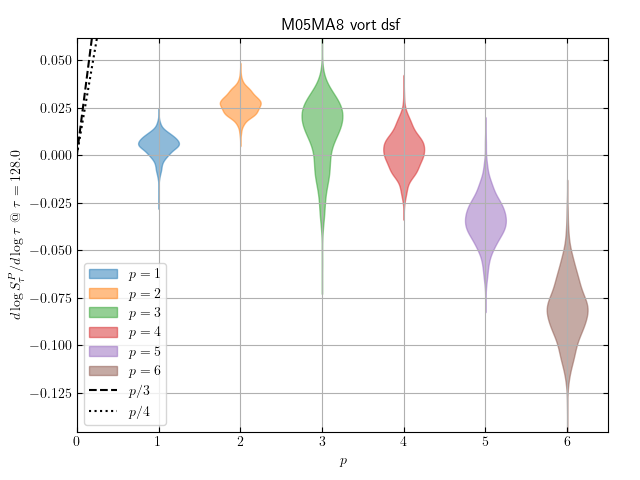 M05MA8 vort dsf
d log S_τ^P / d log τ @ τ = 128.0
0.050
0.025
0.000
−0.025
−0.050
−0.075
−0.100
−0.125
p = 1
p = 2
p = 3
p = 4
p = 5
p = 6
p/3
p/4
0 1 2 3 4 5 6
p